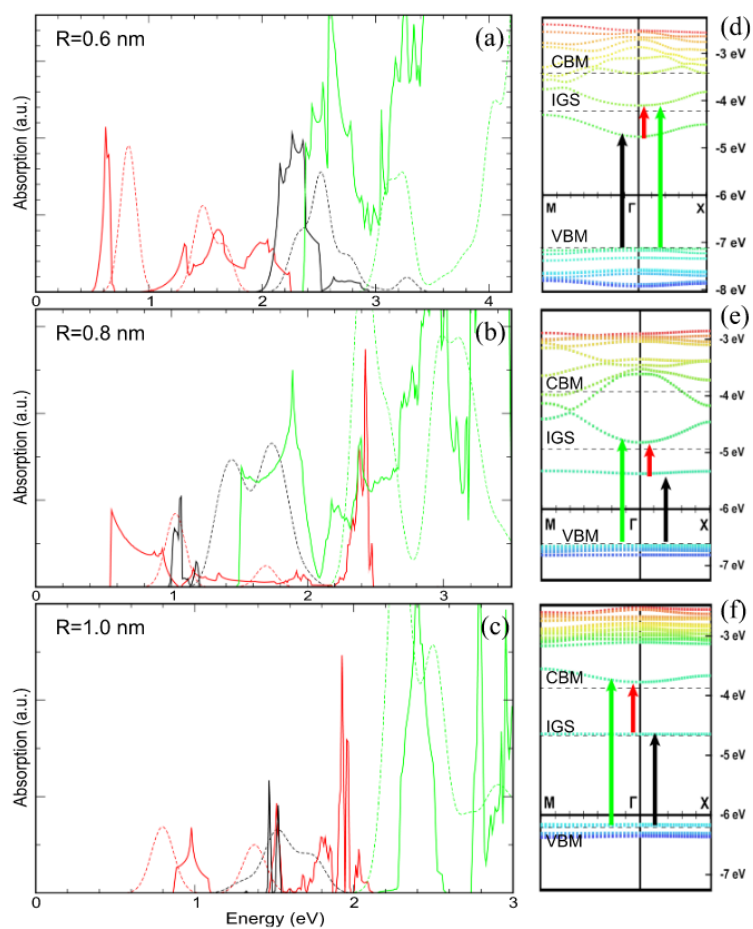 R=0.6 nm
(a)
Absorption (a.u.)
0
1
2
3
4
(d)
CBM
IGS
VBM
M
Γ
X
-3 eV
-4 eV
-5 eV
-6 eV
-7 eV
-8 eV
R=0.8 nm
(b)
Absorption (a.u.)
0
1
2
3
(e)
CBM
IGS
VBM
M
Γ
X
-3 eV
-4 eV
-5 eV
-6 eV
-7 eV
R=1.0 nm
(c)
Absorption (a.u.)
0
1
2
3
Energy (eV)
(f)
CBM
IGS
VBM
M
Γ
X
-3 eV
-4 eV
-5 eV
-6 eV
-7 eV